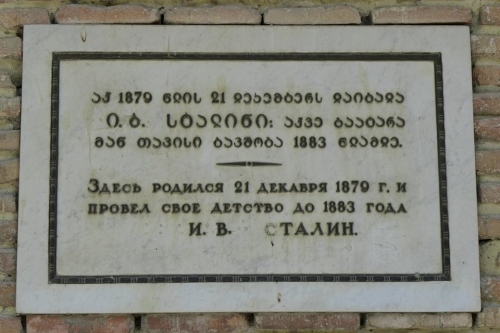 აქ 1879 წლის 21 დეკემბერს დაიბადა
ი. ბ. სტალინი; აქვე გაატარა
მან თავისი ბავშობა 1883 წლამდე.
Здесь родился 21 декабря 1879 г. и
провел свое детство до 1883 года
И. В. Сталин.